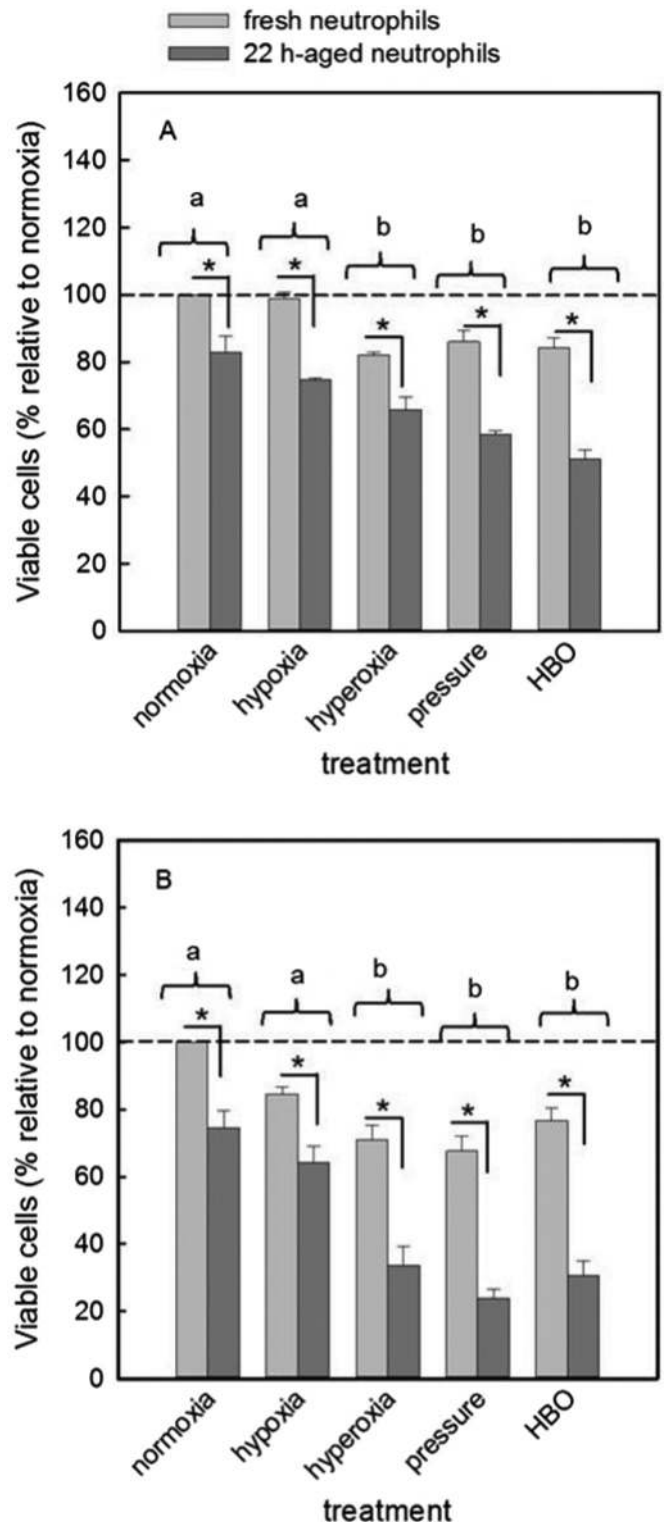 fresh neutrophils
22 h-aged neutrophils
Viable cells (% relative to normoxia)
160
140
120
100
80
60
40
20
0
A
a
a
b
b
b
*
*
*
*
*
normoxia
hypoxia
hyperoxia
pressure
HBO
treatment
Viable cells (% relative to normoxia)
160
140
120
100
80
60
40
20
0
B
a
a
b
b
b
*
*
*
*
*
normoxia
hypoxia
hyperoxia
pressure
HBO
treatment